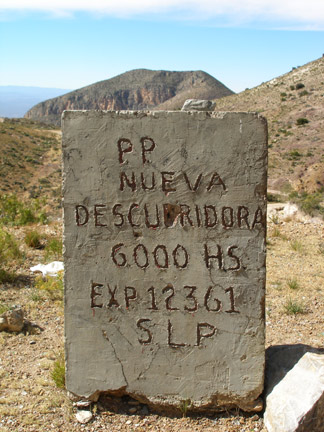 PP
NUEVA
DESCUBRIDORA
6.000 HS
EXP 12361
SLP